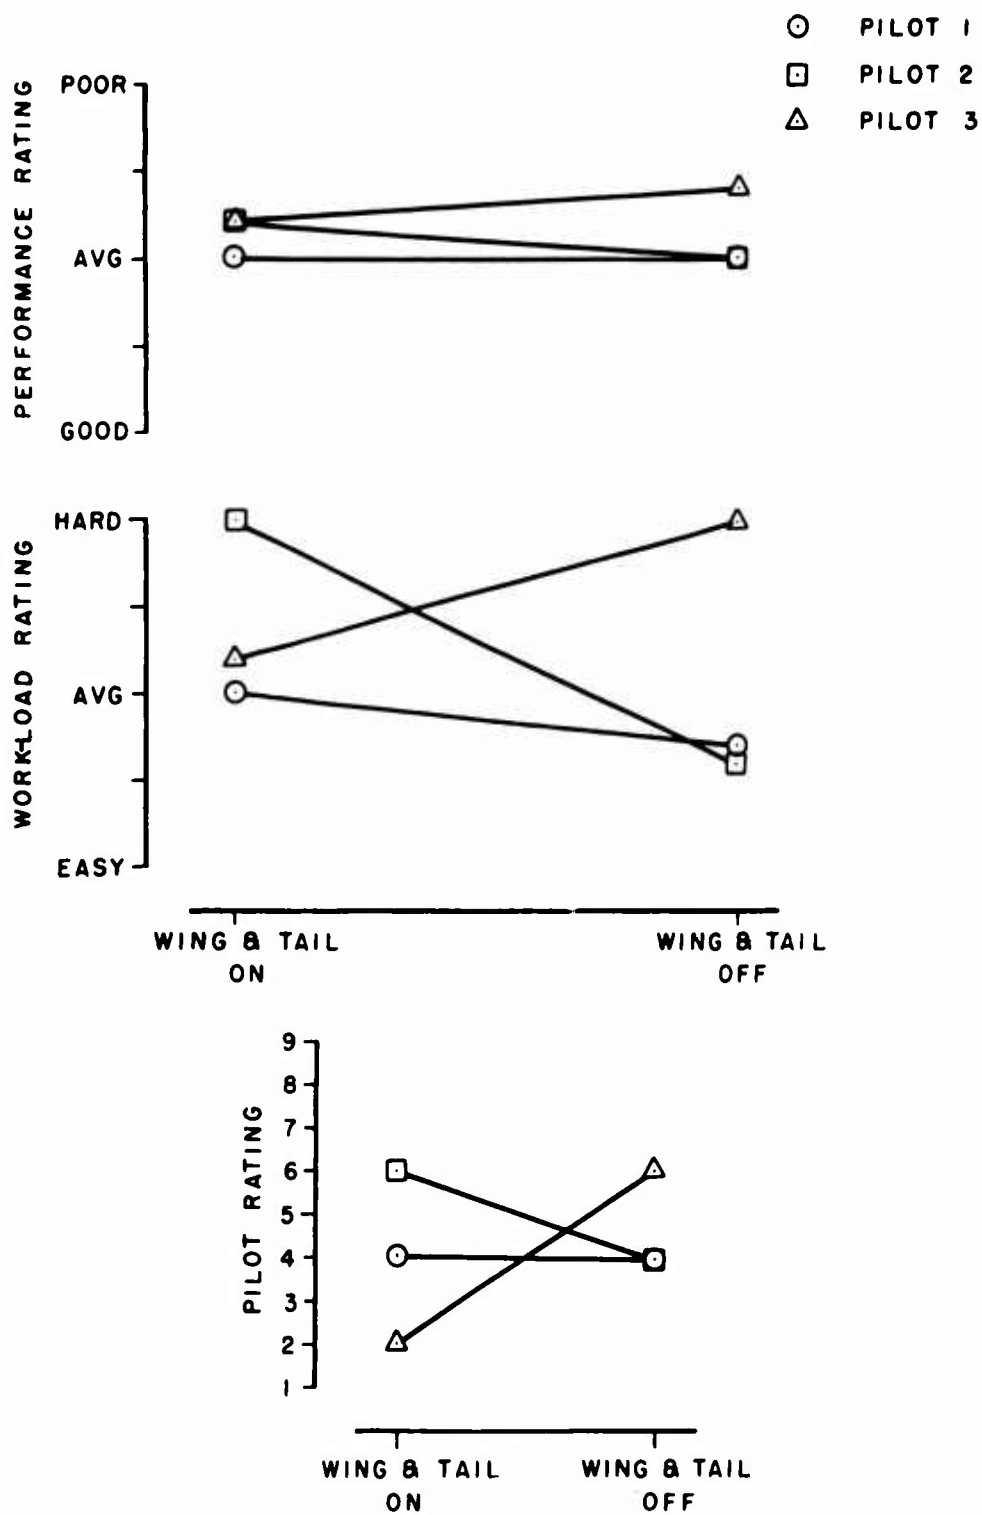 PILOT 1
PILOT 2
PILOT 3
PERFORMANCE RATING
POOR
AVG
GOOD
WORK-LOAD RATING
HARD
AVG
EASY
WING & TAIL
ON
WING & TAIL
OFF
PILOT RATING
9
8
7
6
5
4
3
2
1
WING & TAIL
ON
WING & TAIL
OFF